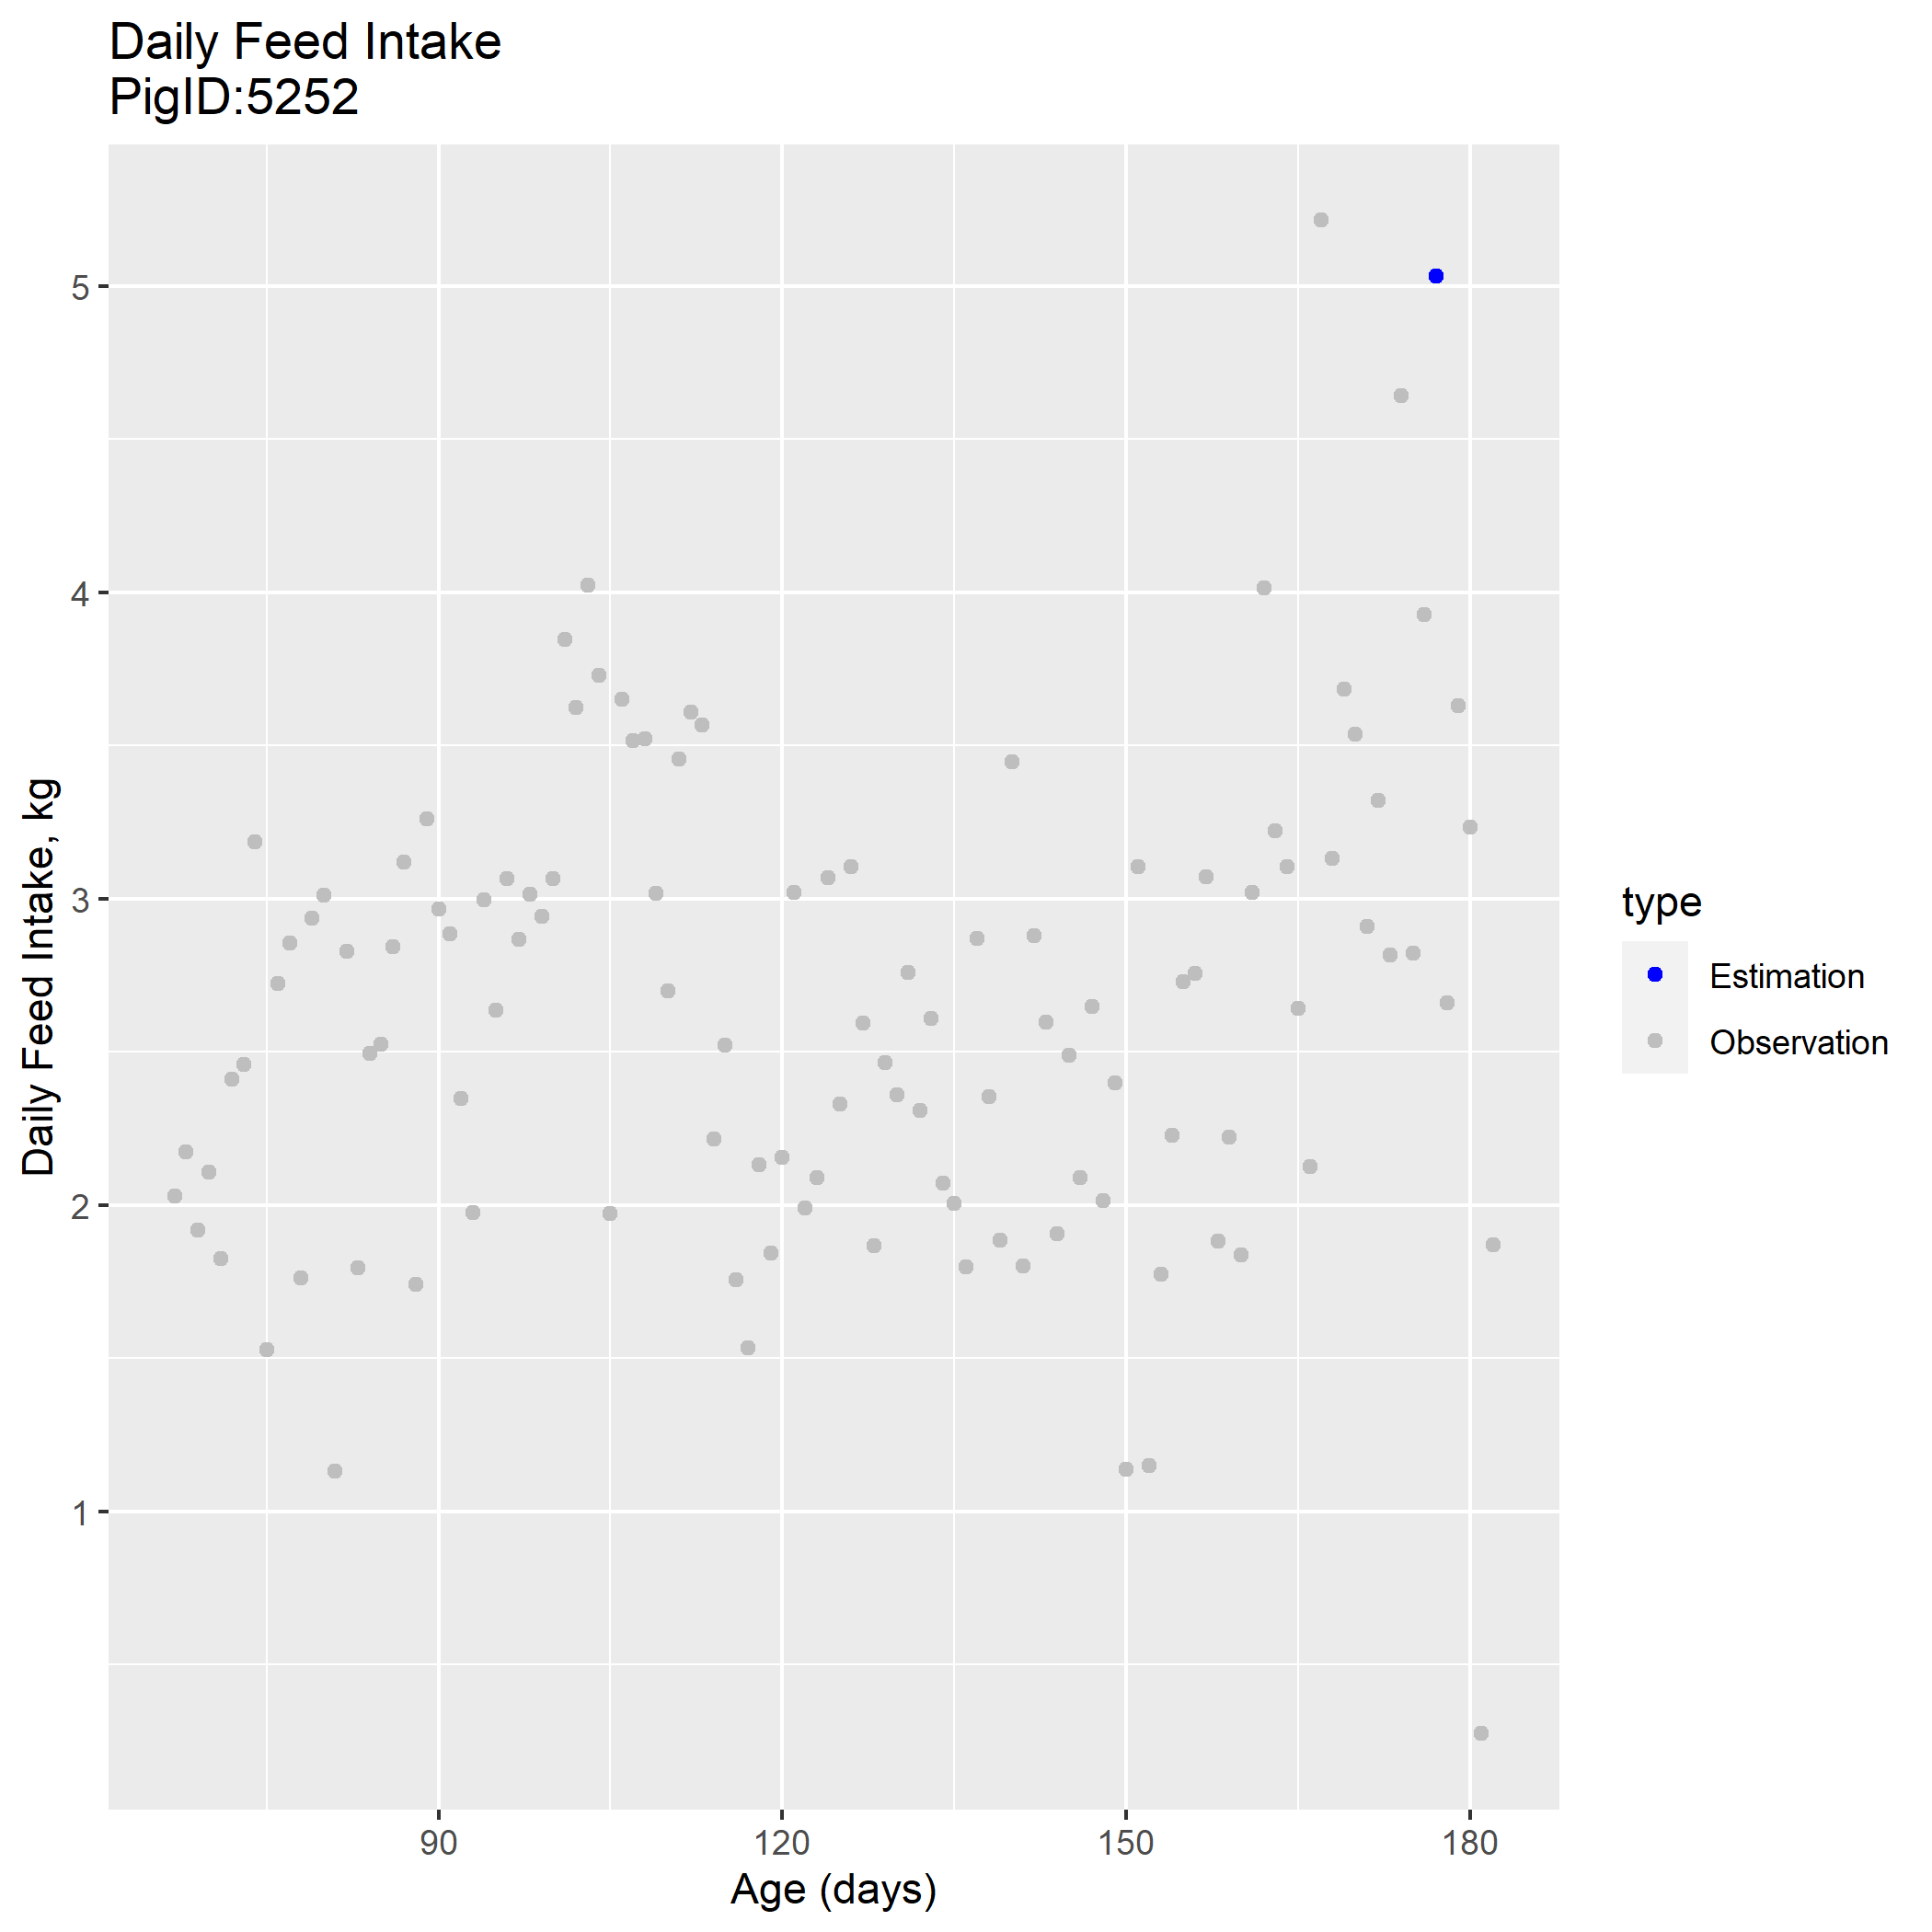 Daily Feed Intake
PigID:5252
Daily Feed Intake, kg
5
4
3
2
1
90 120 150 180
Age (days)
type
Estimation
Observation